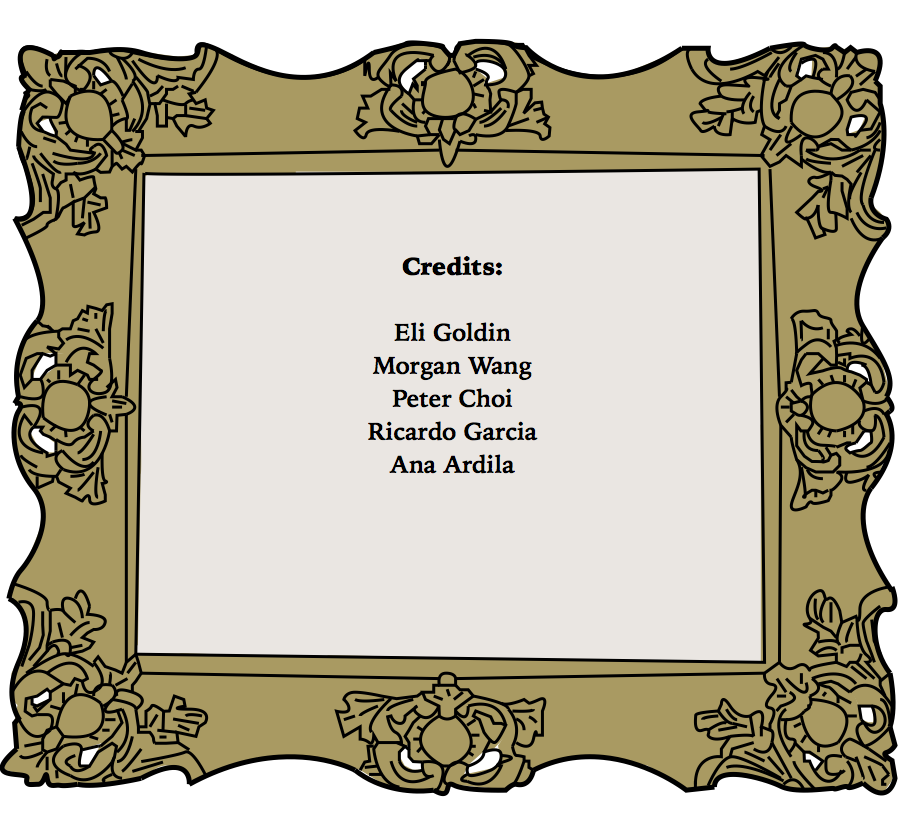 Credits:
Eli Goldin
Morgan Wang
Peter Choi
Ricardo Garcia
Ana Ardila